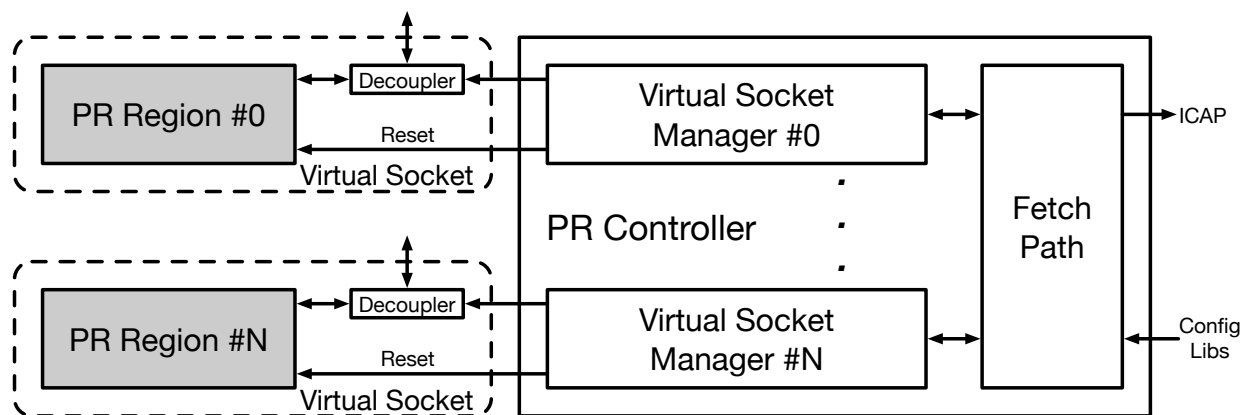 PR Region #0
Decoupler
Reset
Virtual Socket
Virtual Socket
Manager #0
PR Controller
Fetch
Path
ICAP
Config
Libs
PR Region #N
Decoupler
Reset
Virtual Socket
Virtual Socket
Manager #N